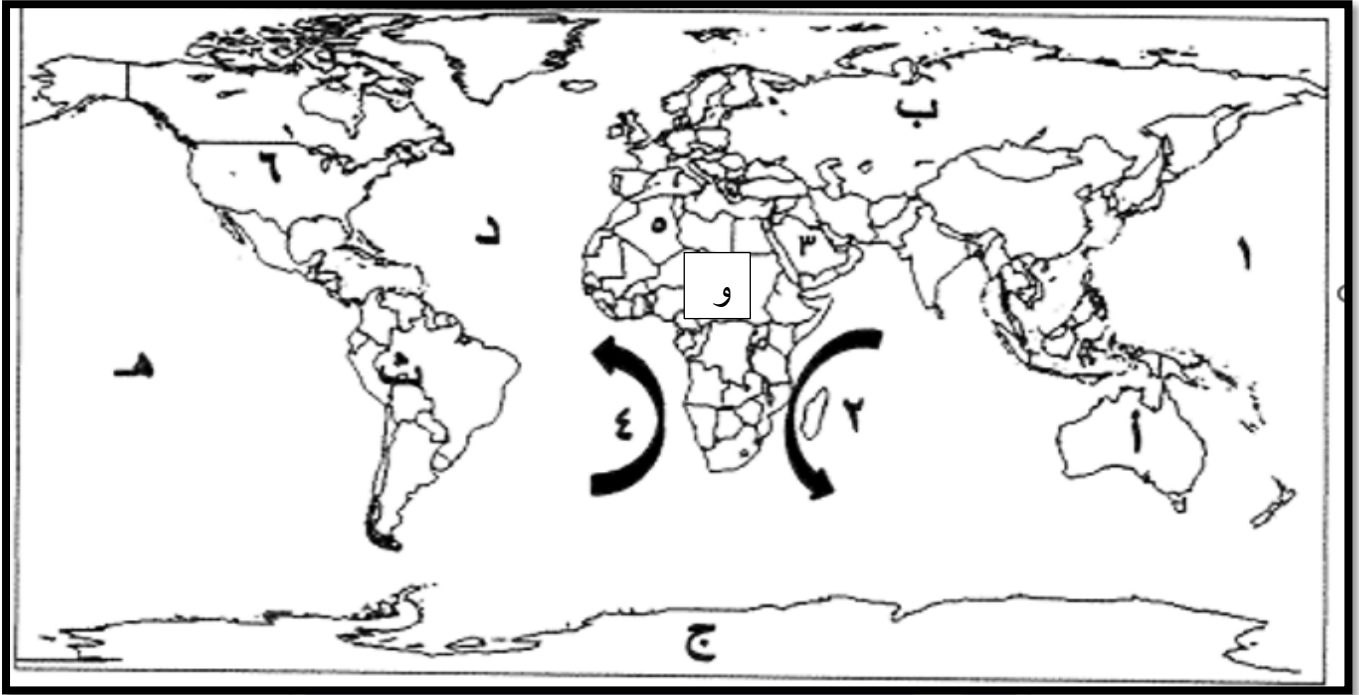 ب
٦
٥
د
٣
١
و
هـ
ث
٤
٢
أ
ج